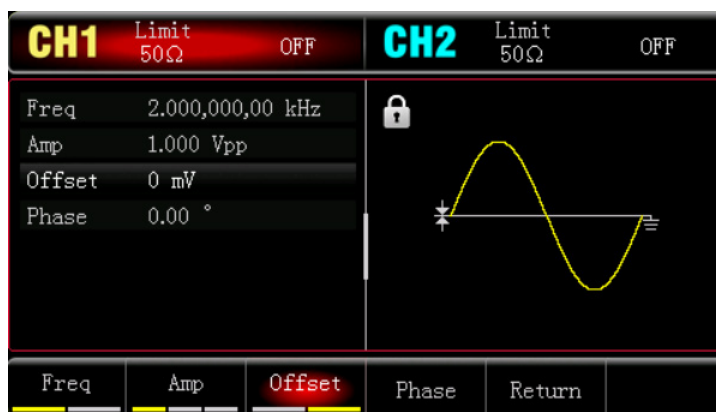 CH1 Limit 50Ω OFF CH2 Limit 50Ω OFF
Freq 2.000,000,00 kHz
Amp 1.000 Vpp
Offset 0 mV
Phase 0.00 °
Freq Amp Offset Phase Return